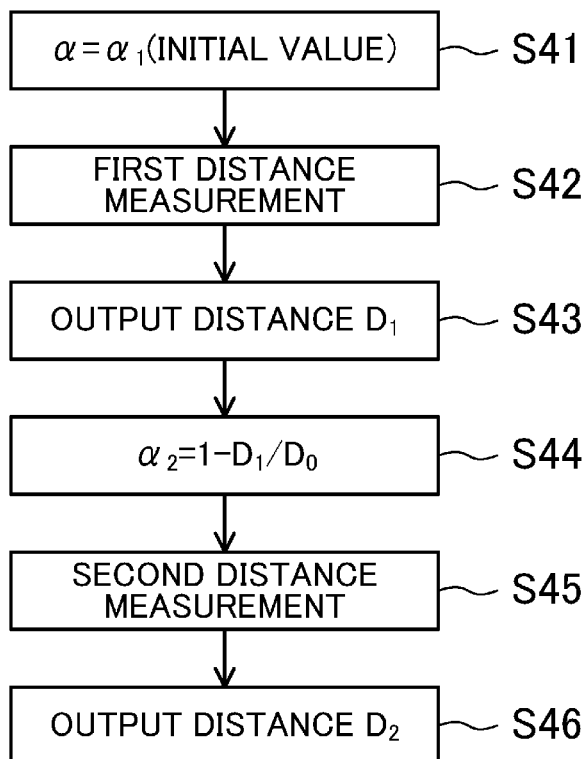 α=α₁(INITIAL VALUE) S41
FIRST DISTANCE
MEASUREMENT S42
OUTPUT DISTANCE D₁ S43
α₂=1-D₁/D₀ S44
SECOND DISTANCE
MEASUREMENT S45
OUTPUT DISTANCE D₂ S46